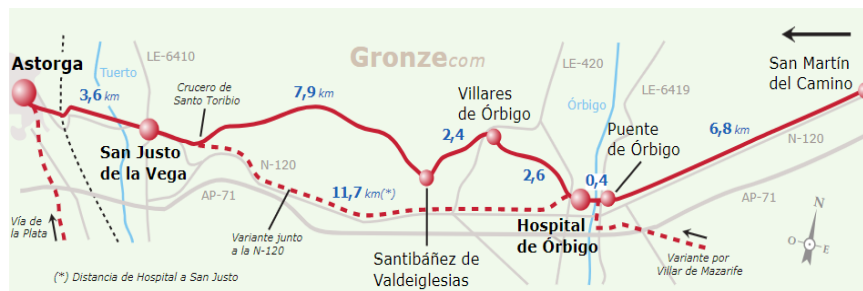 Gronze.com
Astorga
3,6 km
Tuerto
LE-6410
Crucero de
Santo Toribio
7,9 km
San Justo
de la Vega
N-120
AP-71
11,7 km(*)
Variante junto
a la N-120
Vía de
la Plata
(*) Distancia de Hospital a San Justo
Santibáñez de
Valdeiglesias
2,4
Villares
de Órbigo
2,6
LE-420
Órbigo
LE-6419
0,4
Puente
de Órbigo
Hospital
de Órbigo
6,8 km
San Martín
del Camino
N-120
AP-71
Variante por
Villar de Mazarife
N
O
E